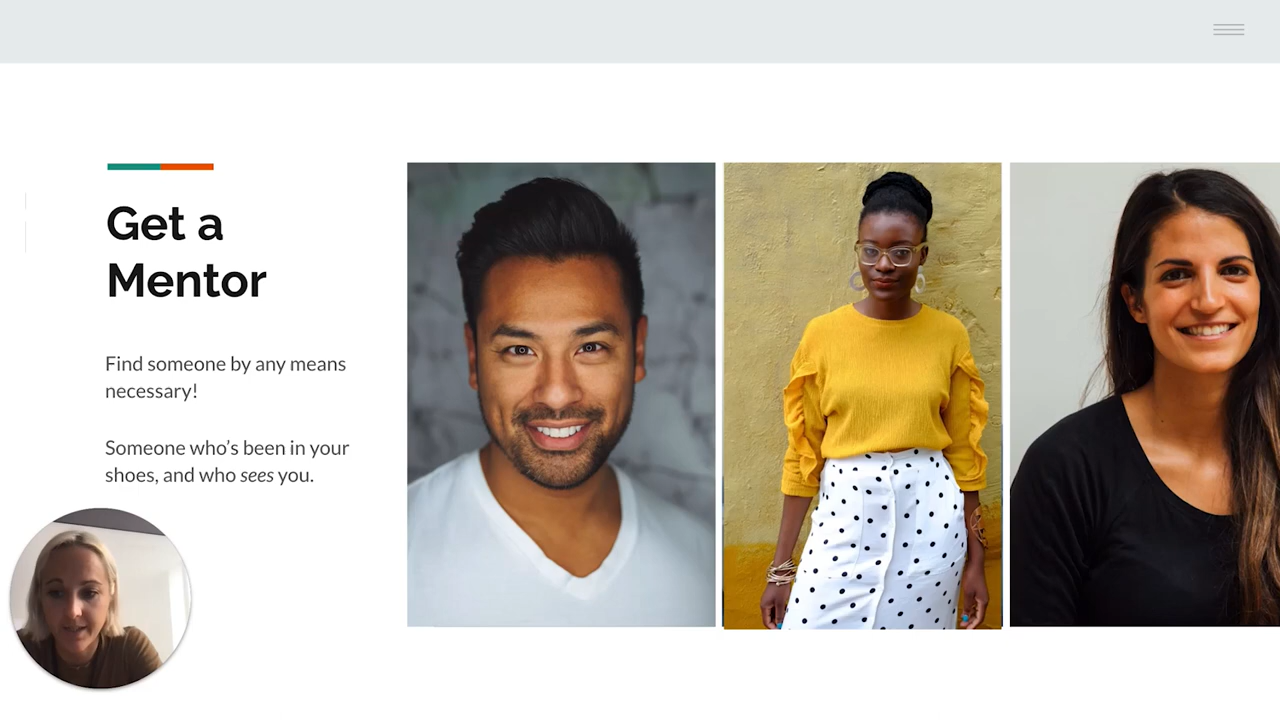 Get a
Mentor
Find someone by any means
necessary!
Someone who’s been in your
shoes, and who sees you.